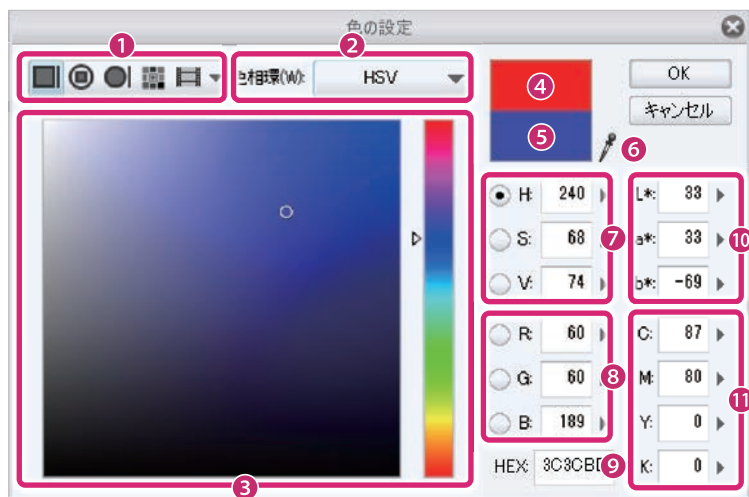 色の設定
1
2
色相環(W): HSV
3
4
5
6
OK
キャンセル
H: 240
S: 68
V: 74
7
R: 60
G: 60
B: 189
8
HEX: 3C3CBD
9
L*: 33
a*: 33
b*: -69
10
C: 87
M: 80
Y: 0
K: 0
11